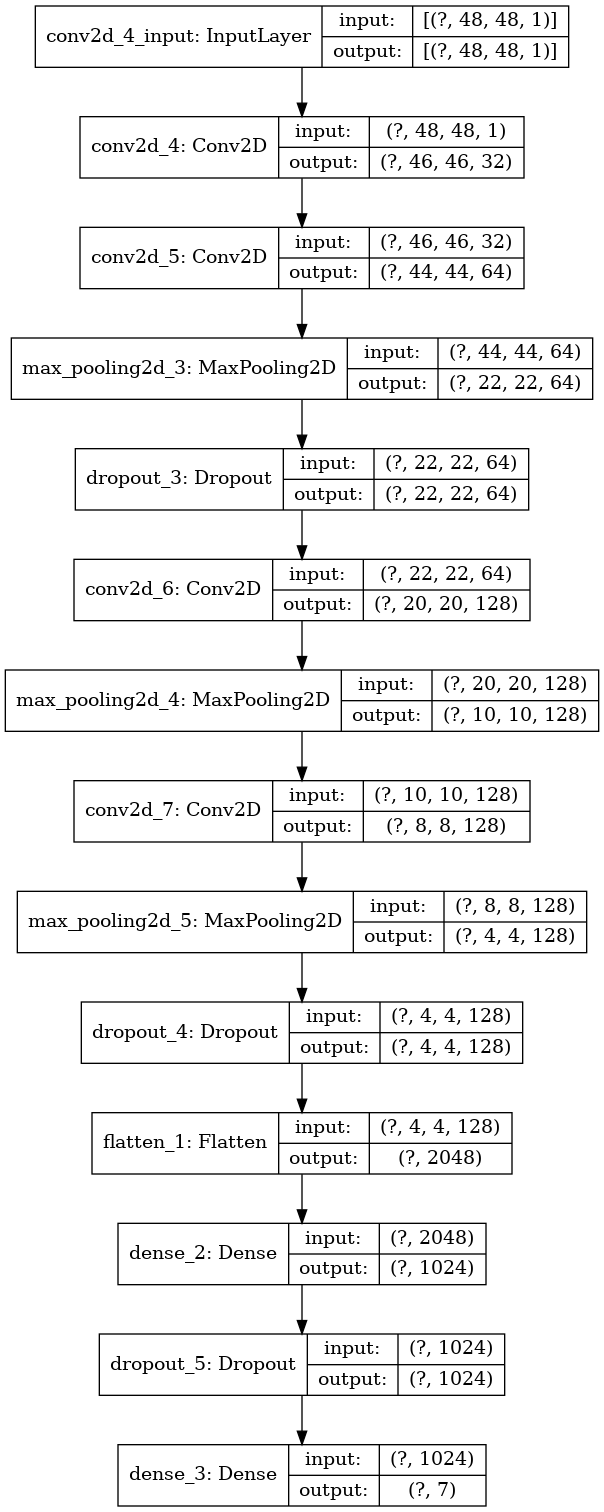 conv2d_4_input: InputLayer
input: [(?, 48, 48, 1)]
output: [(?, 48, 48, 1)]
conv2d_4: Conv2D
input: (?, 48, 48, 1)
output: (?, 46, 46, 32)
conv2d_5: Conv2D
input: (?, 46, 46, 32)
output: (?, 44, 44, 64)
max_pooling2d_3: MaxPooling2D
input: (?, 44, 44, 64)
output: (?, 22, 22, 64)
dropout_3: Dropout
input: (?, 22, 22, 64)
output: (?, 22, 22, 64)
conv2d_6: Conv2D
input: (?, 22, 22, 64)
output: (?, 20, 20, 128)
max_pooling2d_4: MaxPooling2D
input: (?, 20, 20, 128)
output: (?, 10, 10, 128)
conv2d_7: Conv2D
input: (?, 10, 10, 128)
output: (?, 8, 8, 128)
max_pooling2d_5: MaxPooling2D
input: (?, 8, 8, 128)
output: (?, 4, 4, 128)
dropout_4: Dropout
input: (?, 4, 4, 128)
output: (?, 4, 4, 128)
flatten_1: Flatten
input: (?, 4, 4, 128)
output: (?, 2048)
dense_2: Dense
input: (?, 2048)
output: (?, 1024)
dropout_5: Dropout
input: (?, 1024)
output: (?, 1024)
dense_3: Dense
input: (?, 1024)
output: (?, 7)